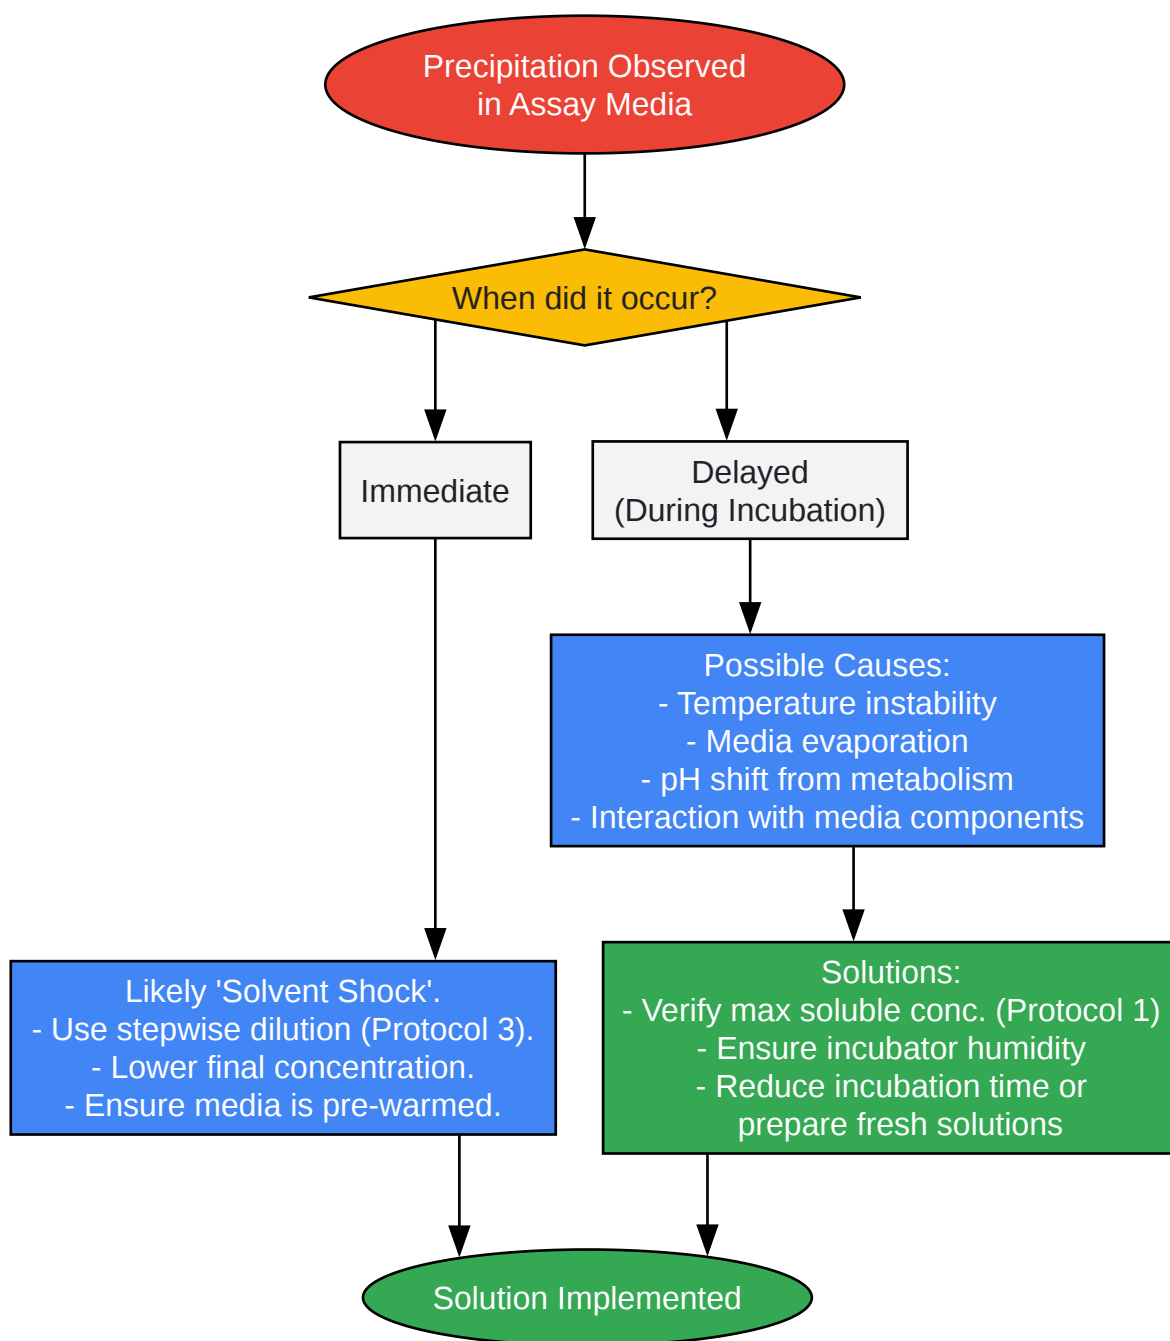 Precipitation Observed
in Assay Media
When did it occur?
Immediate
Delayed
(During Incubation)
Possible Causes:
- Temperature instability
- Media evaporation
- pH shift from metabolism
- Interaction with media components
Likely 'Solvent Shock'.
- Use stepwise dilution (Protocol 3).
- Lower final concentration.
- Ensure media is pre-warmed.
Solutions:
- Verify max soluble conc. (Protocol 1)
- Ensure incubator humidity
- Reduce incubation time or
prepare fresh solutions
Solution Implemented